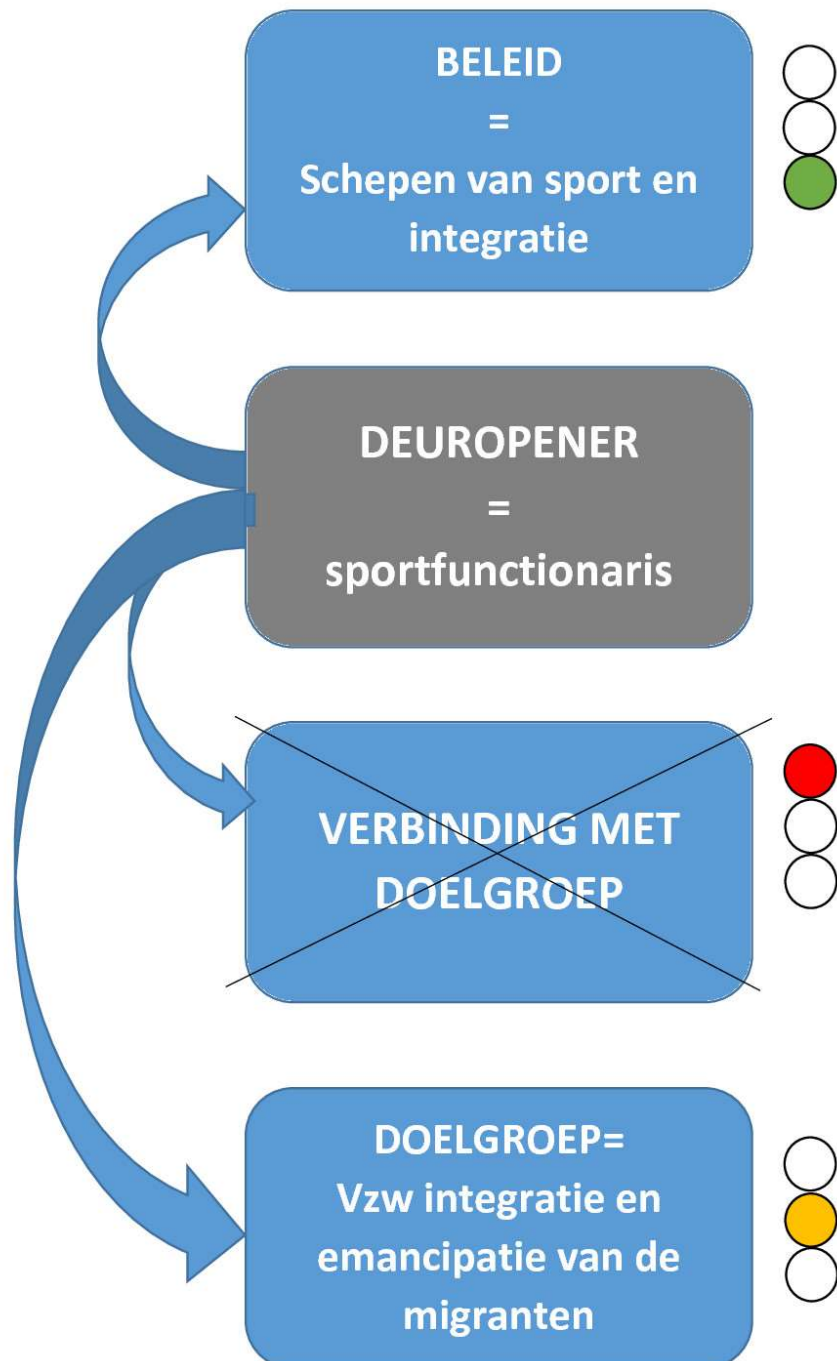 BELEID
=
Schepen van sport en
integratie
DEUROPENER
=
sportfunctionaris
VERBINDING MET
DOELGROEP
DOELGROEP=
Vzw integratie en
emancipatie van de
migranten